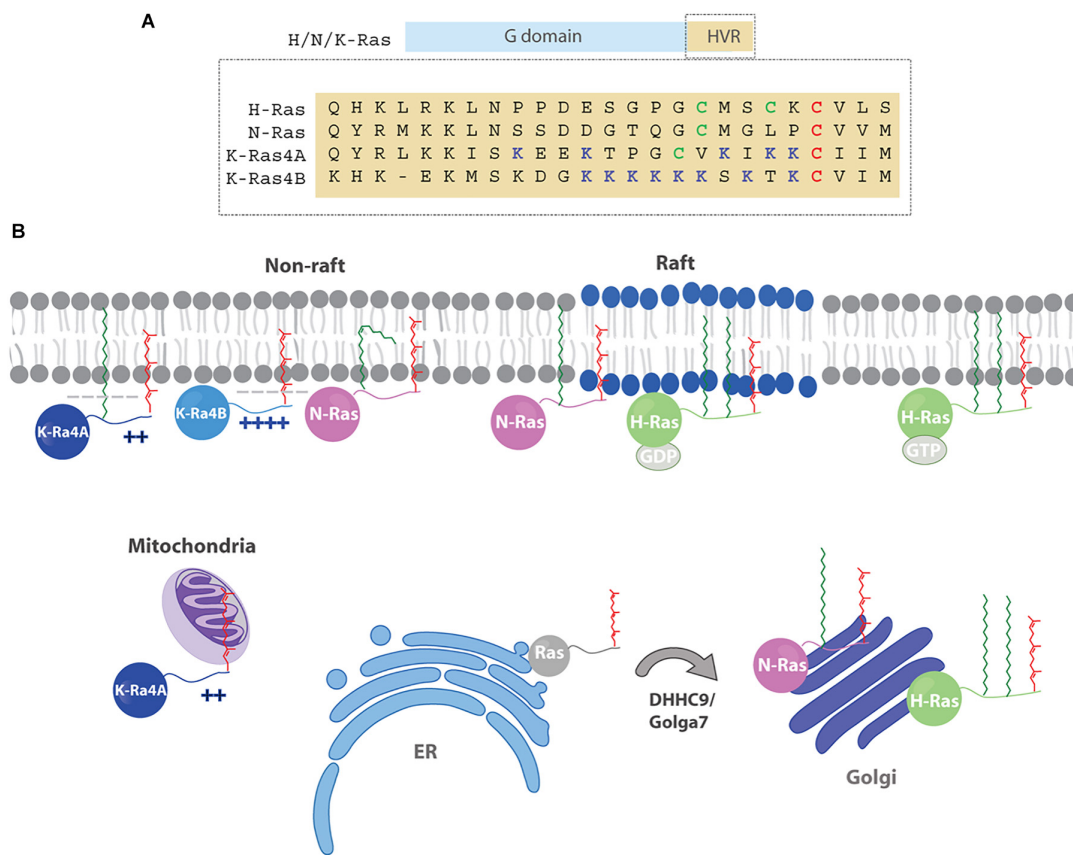 A
H/N/K-Ras G domain HVR
H-Ras Q H K L R K L N P P D E S G P G C M S C K C V L S
N-Ras Q Y R M K K L N S S D D G T Q G C M G L P C V V M
K-Ras4A Q Y R L K K I S K E E K T P G C V K I K K C I I M
K-Ras4B K H K - E K M S K D G K K K K K K S K T K C V I M
B
Non-raft Raft
K-Ra4A ++ K-Ra4B ++++ N-Ras N-Ras H-Ras H-Ras
GDP GTP
Mitochondria
K-Ra4A
++
Ras
DHHC9/
Golga7
ER
N-Ras
H-Ras
Golgi